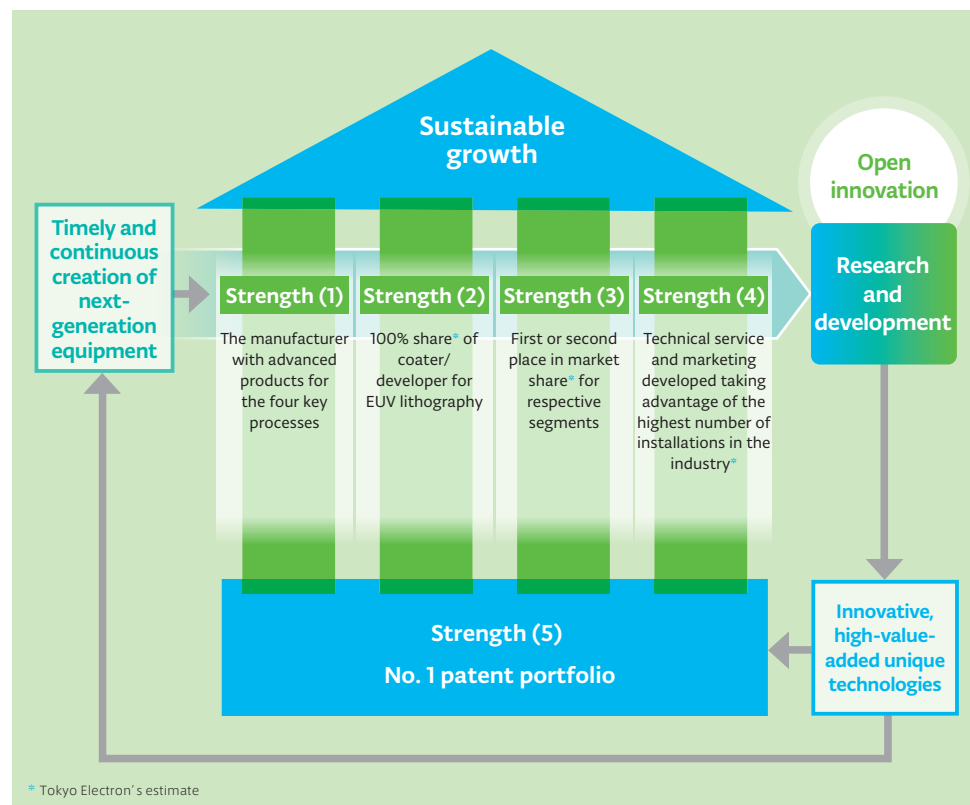 Sustainable
growth
Open
innovation
Timely and
continuous
creation of
next-
generation
equipment
Strength (1)
The manufacturer
with advanced
products for
the four key
processes
Strength (2)
100% share* of
coater/
developer for
EUV lithography
Strength (3)
First or second
place in market
share* for
respective
segments
Strength (4)
Technical service
and marketing
developed taking
advantage of the
highest number of
installations in the
industry*
Research
and
development
Strength (5)
No. 1 patent portfolio
Innovative,
high-value-
added unique
technologies
* Tokyo Electron's estimate